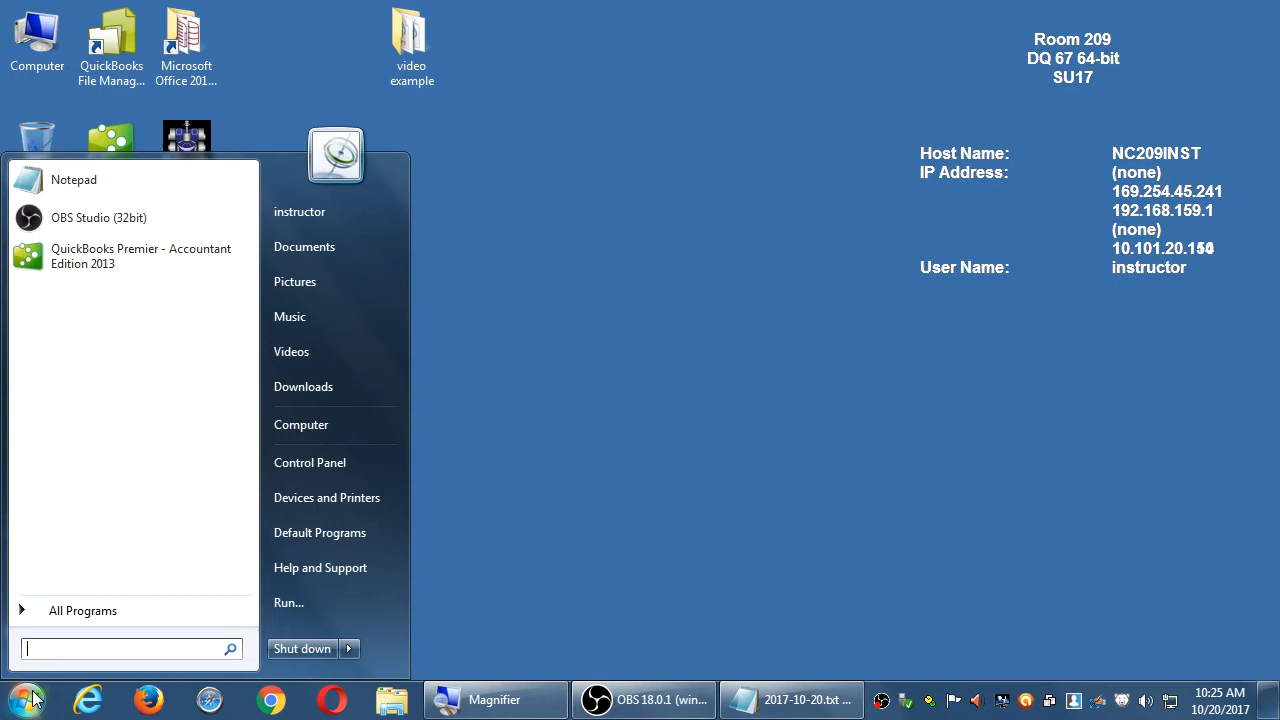 Computer
QuickBooks
File Manag...
Microsoft
Office 201...
video
example
Room 209
DQ 67 64-bit
SU17
Host Name: NC209INST
IP Address: (none)
169.254.45.241
192.168.159.1
(none)
10.101.20.1
User Name: instructor
Notepad
OBS Studio (32bit)
QuickBooks Premier - Accountant
Edition 2013
All Programs
instructor
Documents
Pictures
Music
Videos
Downloads
Computer
Control Panel
Devices and Printers
Default Programs
Help and Support
Run...
Shut down
Magnifier
OBS 18.0.1 (win...
2017-10-20.txt ...
10:25 AM
10/20/2017